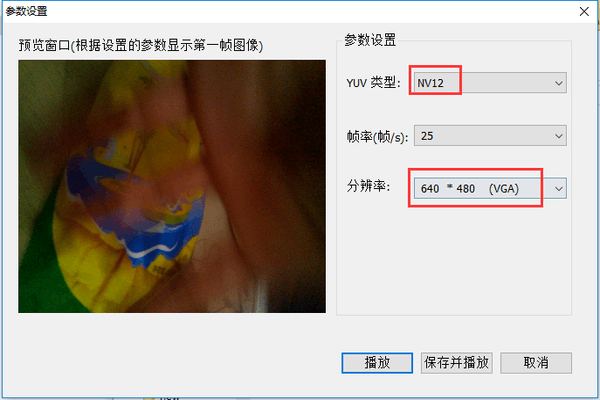 参数设置
预览窗口(根据设置的参数显示第一帧图像)
参数设置
YUV 类型: NV12
帧率(帧/s): 25
分辨率: 640 * 480 (VGA)
播放 保存并播放 取消